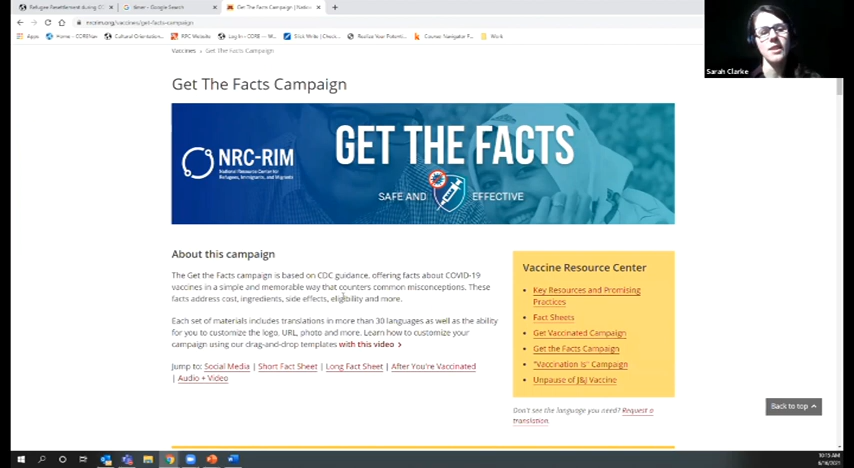 Refugee Resettlement during CO
Google Search
Get The Facts Campaign | Nation
nrcrim.org/vaccines/get-facts-campaign
Apps
Home - COREnav
Cultural Orientation...
Reporting
Log In ‹ CORE — W...
Slick Write | Check...
Realize Your Potent...
Course Navigator F...
Work
Vaccines › Get The Facts Campaign
Sarah Clarke
Get The Facts Campaign
NRC-RIM
National Resource Center for
Refugees, Immigrants, and Migrants
GET THE FACTS
SAFE AND EFFECTIVE
About this campaign
The Get the Facts campaign is based on CDC guidance, offering facts about COVID-19
vaccines in a simple and memorable way that counters common misconceptions. These
facts address cost, ingredients, side effects, eligibility and more.
Each set of materials includes translations in more than 30 languages as well as the ability
for you to customize the logo, URL, photo and more. Learn how to customize your
campaign using our drag-and-drop templates with this video ›
Jump to: Social Media | Short Fact Sheet | Long Fact Sheet | After You're Vaccinated
| Audio + Video
Vaccine Resource Center
Key Resources and Promising
Practices
Fact Sheets
Get Vaccinated Campaign
Get the Facts Campaign
"Vaccination Is" Campaign
Unpause of J&J Vaccine
Don't see the language you need? Request a
translation.
Back to top
10:15 AM
6/16/2021